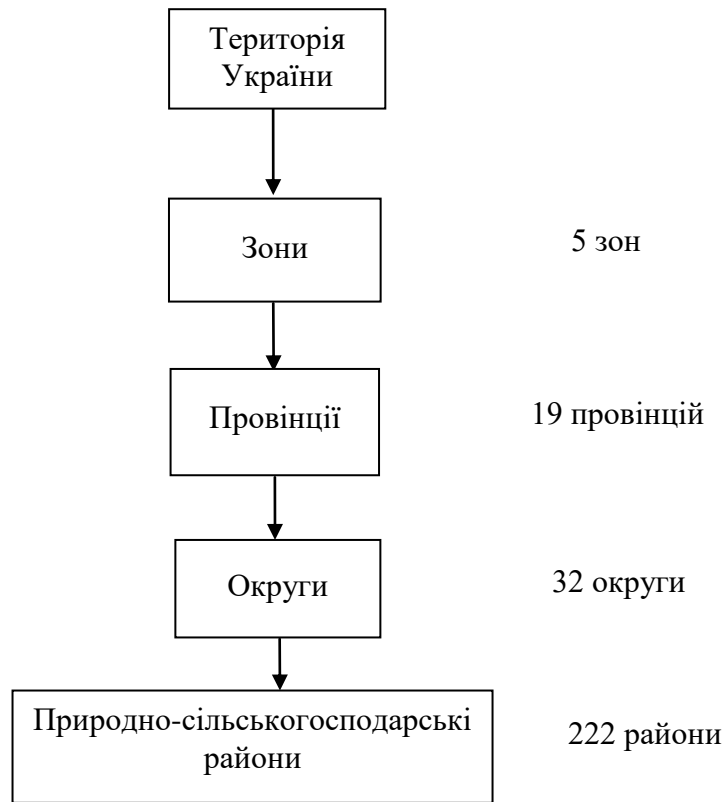 Територія
України
Зони
5 зон
Провінції
19 провінцій
Округи
32 округи
Природно-сільськогосподарські
райони
222 райони